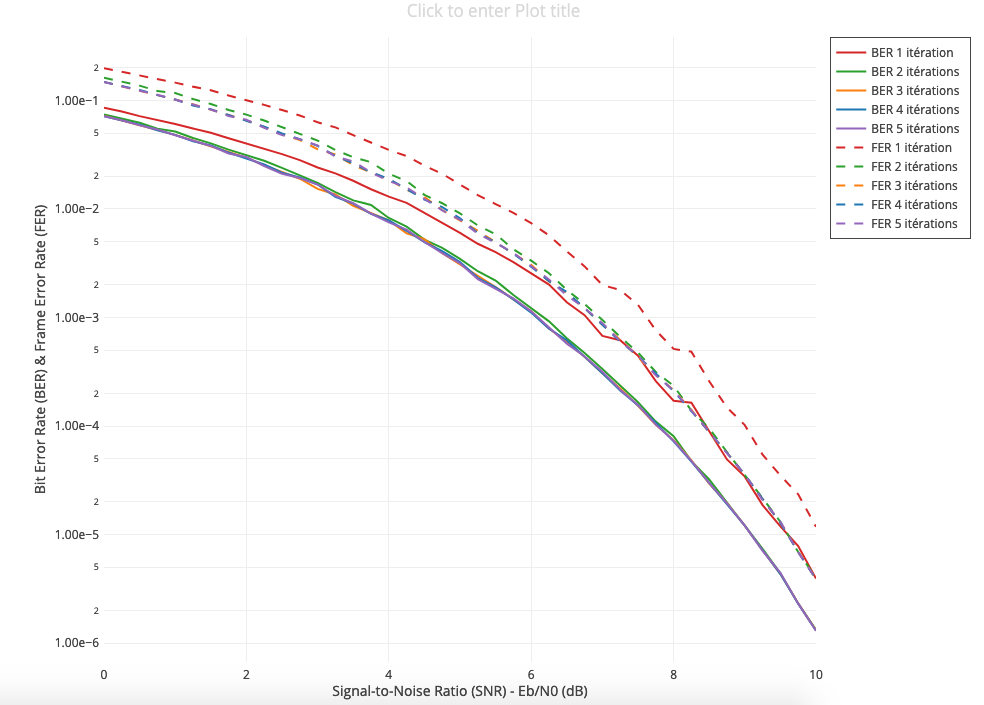 Click to enter Plot title
Bit Error Rate (BER) & Frame Error Rate (FER)
2
1.00e−1
5
2
1.00e−2
5
2
1.00e−3
5
2
1.00e−4
5
2
1.00e−5
5
2
1.00e−6
0
2
4
6
8
10
Signal-to-Noise Ratio (SNR) - Eb/N0 (dB)
BER 1 itération
BER 2 itérations
BER 3 itérations
BER 4 itérations
BER 5 itérations
FER 1 itération
FER 2 itérations
FER 3 itérations
FER 4 itérations
FER 5 itérations